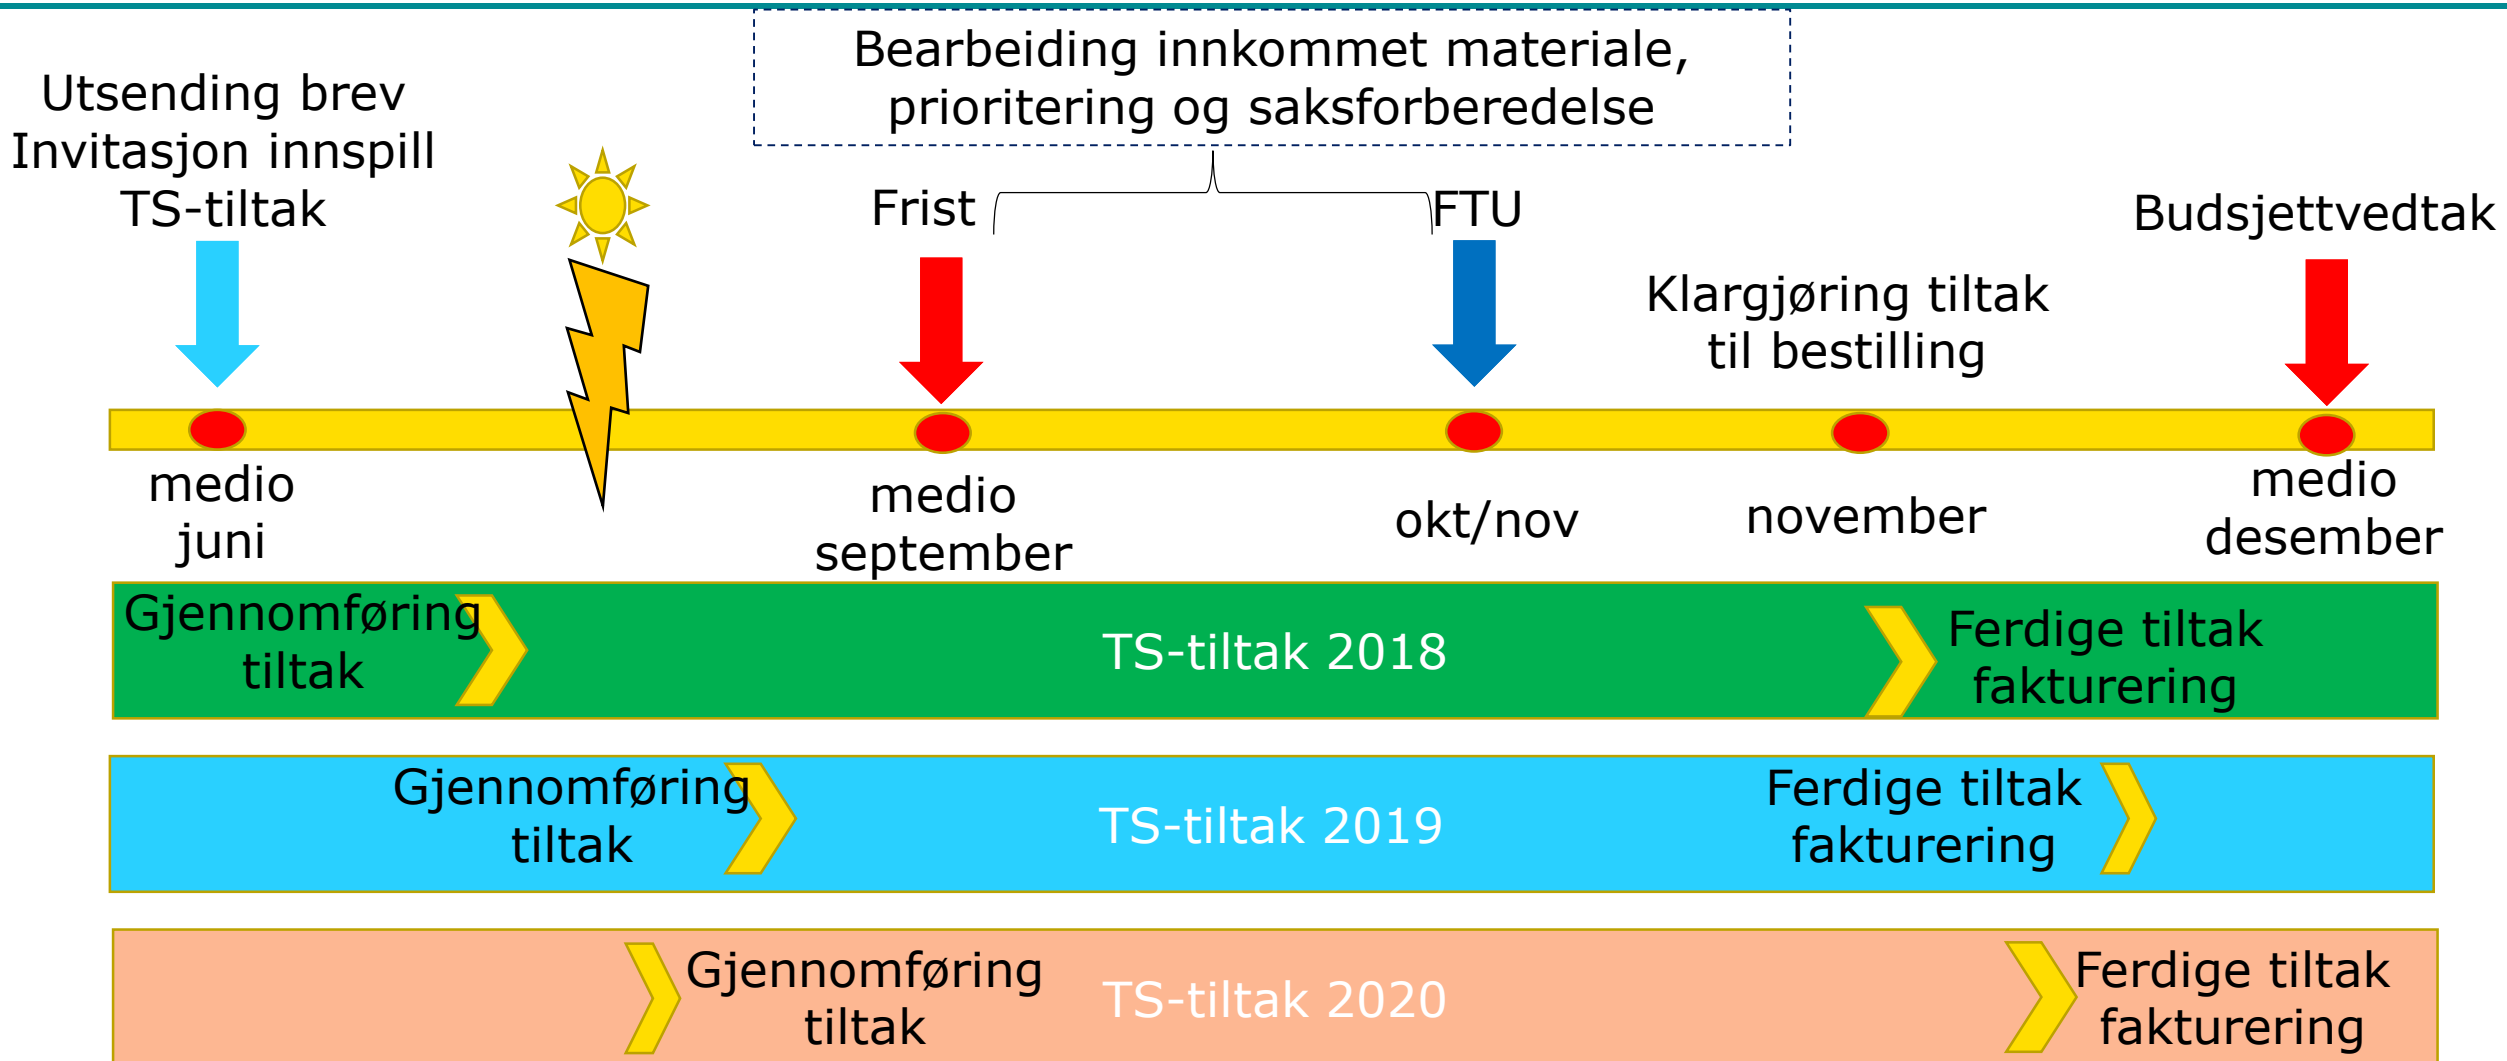 Bearbeiding innkommet materiale,
prioritering og saksforberedelse
Utsending brev
Invitasjon innspill
TS-tiltak
Frist
FTU
Budsjettvedtak
Klargjøring tiltak
til bestilling
medio
juni
medio
september
okt/nov
november
medio
desember
Gjennomføring
tiltak
TS-tiltak 2018
Ferdige tiltak
fakturering
Gjennomføring
tiltak
TS-tiltak 2019
Ferdige tiltak
fakturering
Gjennomføring
tiltak
TS-tiltak 2020
Ferdige tiltak
fakturering